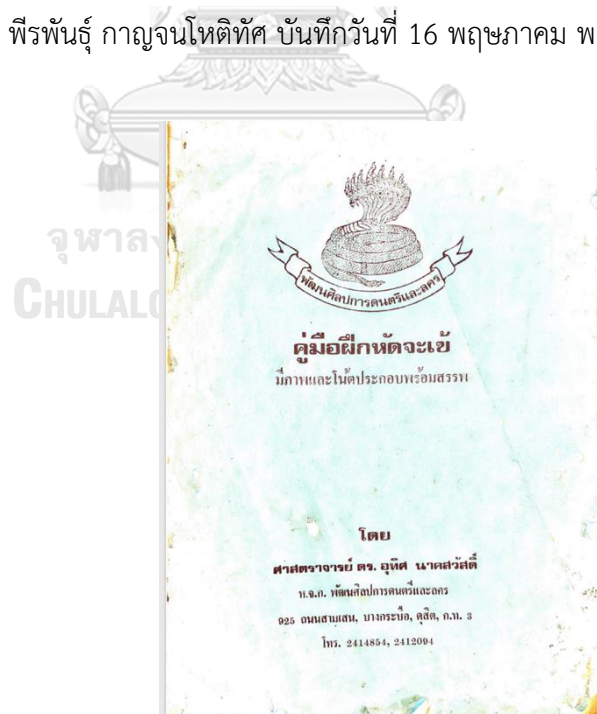 พีรพันธุ์ กาญจนโหติทัศ บันทึกวันที่ 16 พฤษภาคม พ
จุฬาล
CHULALO
พัฒนศิลปการดนตรีและละคร
คู่มือฝึกหัดจะเข้
มีภาพและโน้ตประกอบพร้อมสรรพ
โดย
ศาสตราจารย์ ดร. อุทิศ นาคสวัสดิ์
ห.จ.ก. พัฒนศิลปการดนตรีและละคร
925 ถนนสามเสน, บางกระบือ, ดุสิต, ก.ท. 3
โทร. 2414854, 2412094